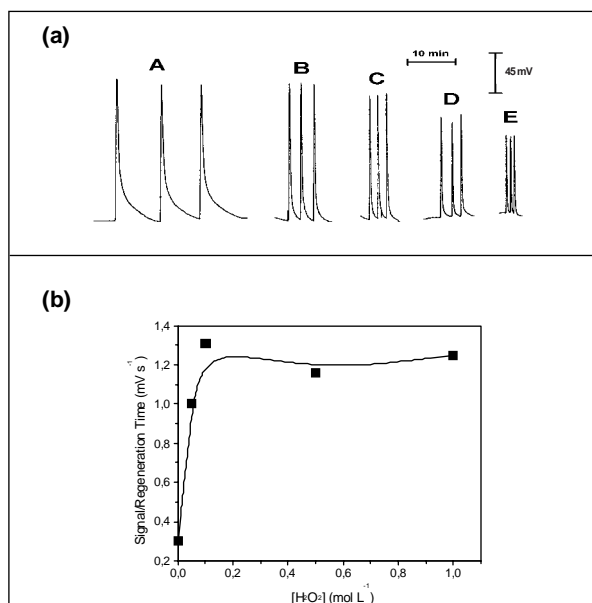 (a)
A
B
C
D
E
10 min
45 mV
(b)
1,4
1,2
1,0
0,8
0,6
0,4
0,2
Signal/Regeneration Time (mV s⁻¹)
0,0 0,2 0,4 0,6 0,8 1,0
[H₂O₂] (mol L⁻¹)